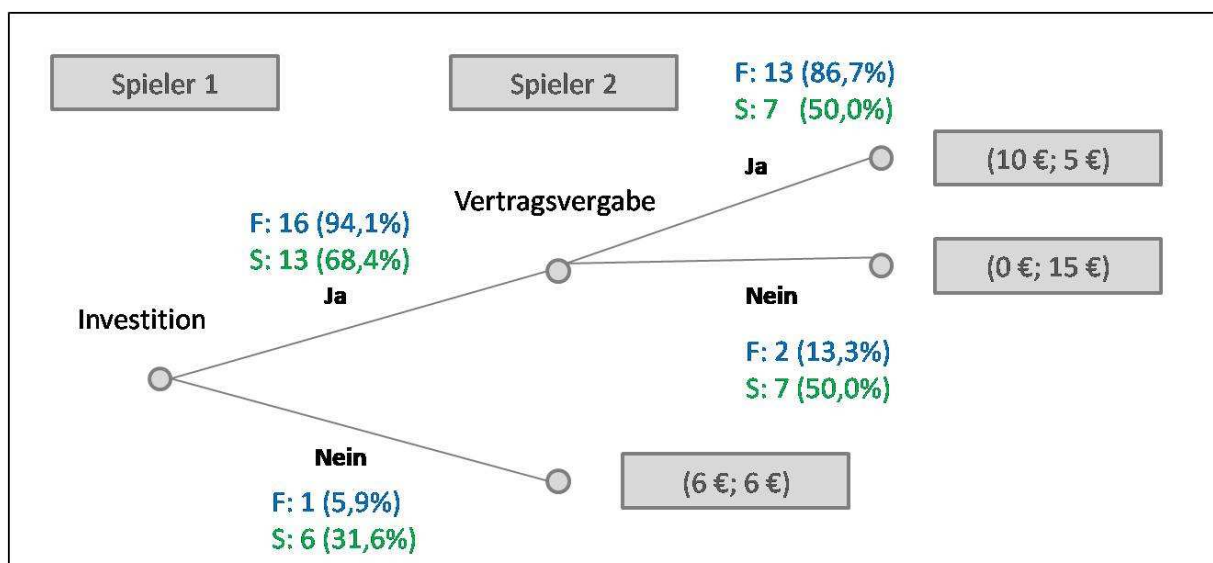 Spieler 1
Spieler 2
F: 13 (86,7%)
S: 7 (50,0%)
Ja
(10 €; 5 €)
Vertragsvergabe
F: 16 (94,1%)
S: 13 (68,4%)
Ja
(0 €; 15 €)
Nein
Investition
F: 2 (13,3%)
S: 7 (50,0%)
Nein
(6 €; 6 €)
F: 1 (5,9%)
S: 6 (31,6%)